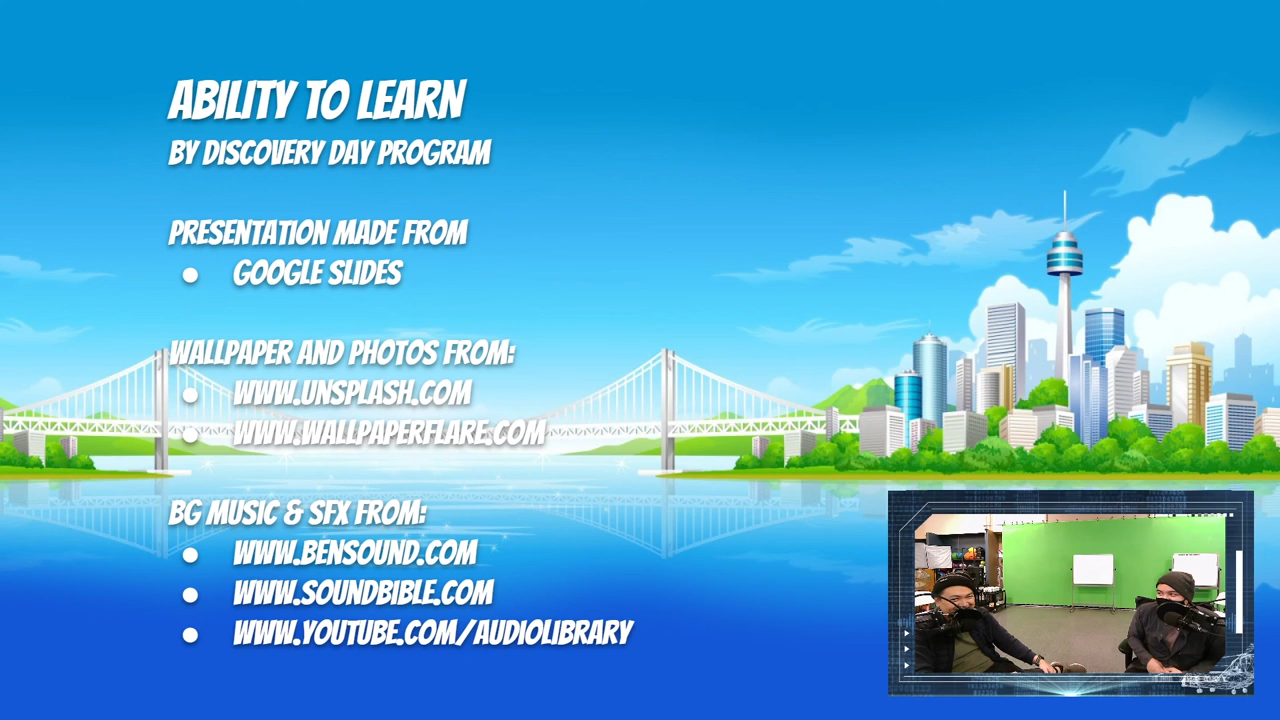 ABILITY TO LEARN
BY DISCOVERY DAY PROGRAM
PRESENTATION MADE FROM
● GOOGLE SLIDES
WALLPAPER AND PHOTOS FROM:
● WWW.UNSPLASH.COM
● WWW.WALLPAPERFLARE.COM
BG MUSIC & SFX FROM:
● WWW.BENSOUND.COM
● WWW.SOUNDBIBLE.COM
● WWW.YOUTUBE.COM/AUDIOLIBRARY